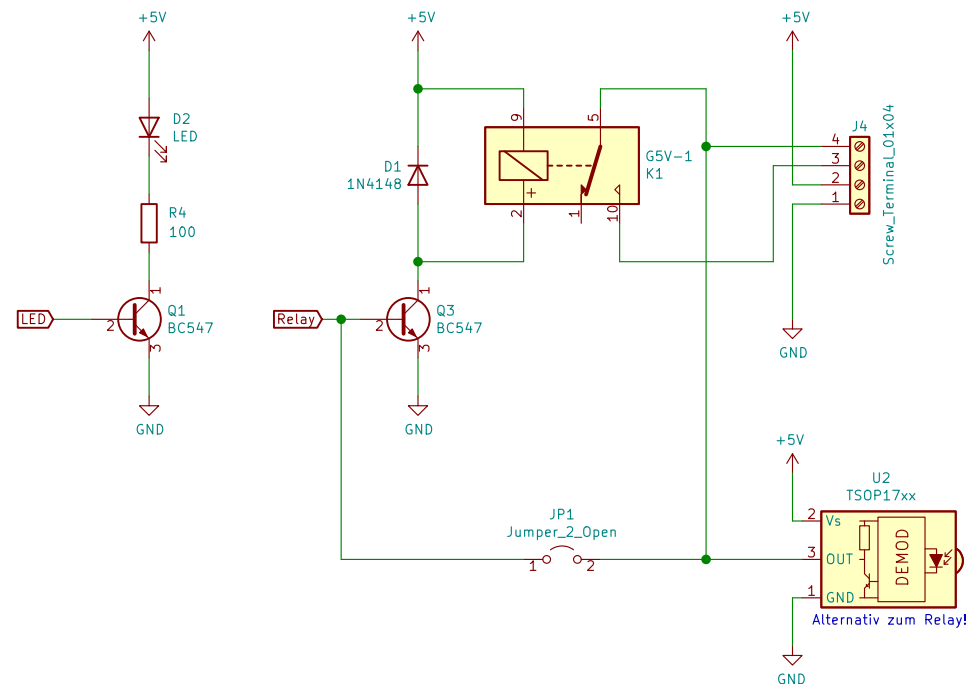 +5V
+5V
+5V
D2
LED
R4
100
LED
2
1
Q1
BC547
3
GND
D1
1N4148
Relay
2
1
Q3
BC547
3
GND
9
5
+
2
1
10
G5V-1
K1
J4
4
3
2
1
Screw_Terminal_01x04
GND
JP1
Jumper_2_Open
1
2
+5V
U2
TSOP17xx
2
Vs
3
OUT
1
GND
DEMOD
Alternativ zum Relay!
GND